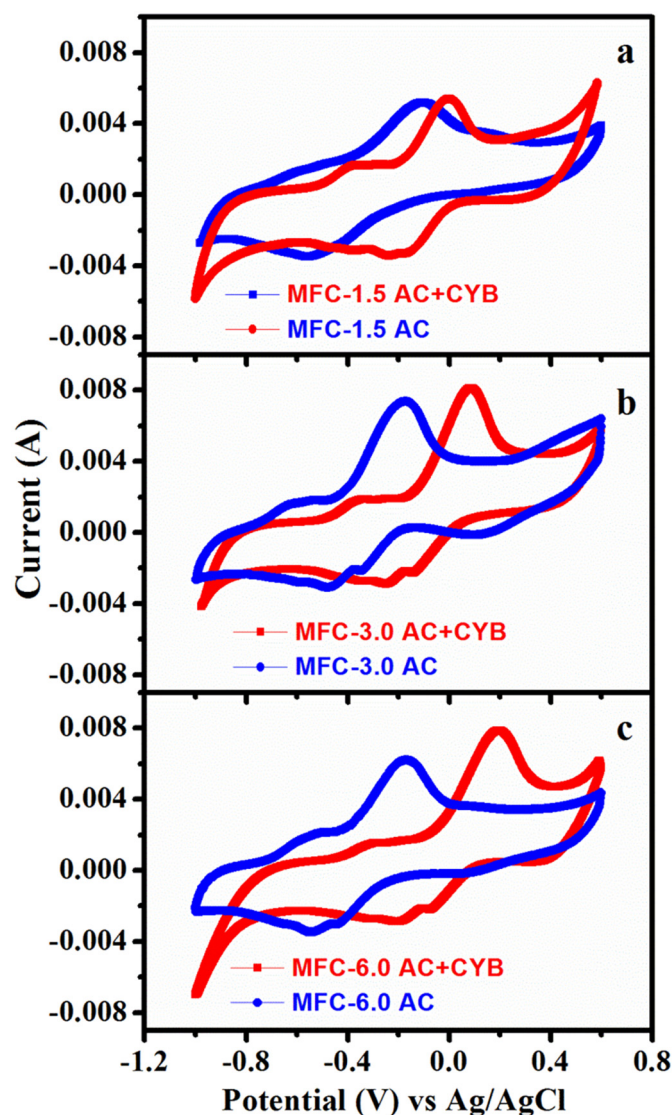 0.008
a
0.004
0.000
-0.004
MFC-1.5 AC+CYB
MFC-1.5 AC
-0.008
0.008
b
0.004
0.000
-0.004
MFC-3.0 AC+CYB
MFC-3.0 AC
-0.008
Current (A)
0.008
c
0.004
0.000
-0.004
MFC-6.0 AC+CYB
MFC-6.0 AC
-0.008
-1.2 -0.8 -0.4 0.0 0.4 0.8
Potential (V) vs Ag/AgCl